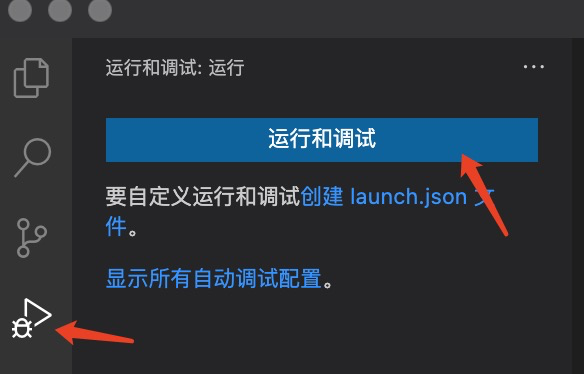 运行和调试: 运行
运行和调试
要自定义运行和调试创建 launch.json 文
件。
显示所有自动调试配置。